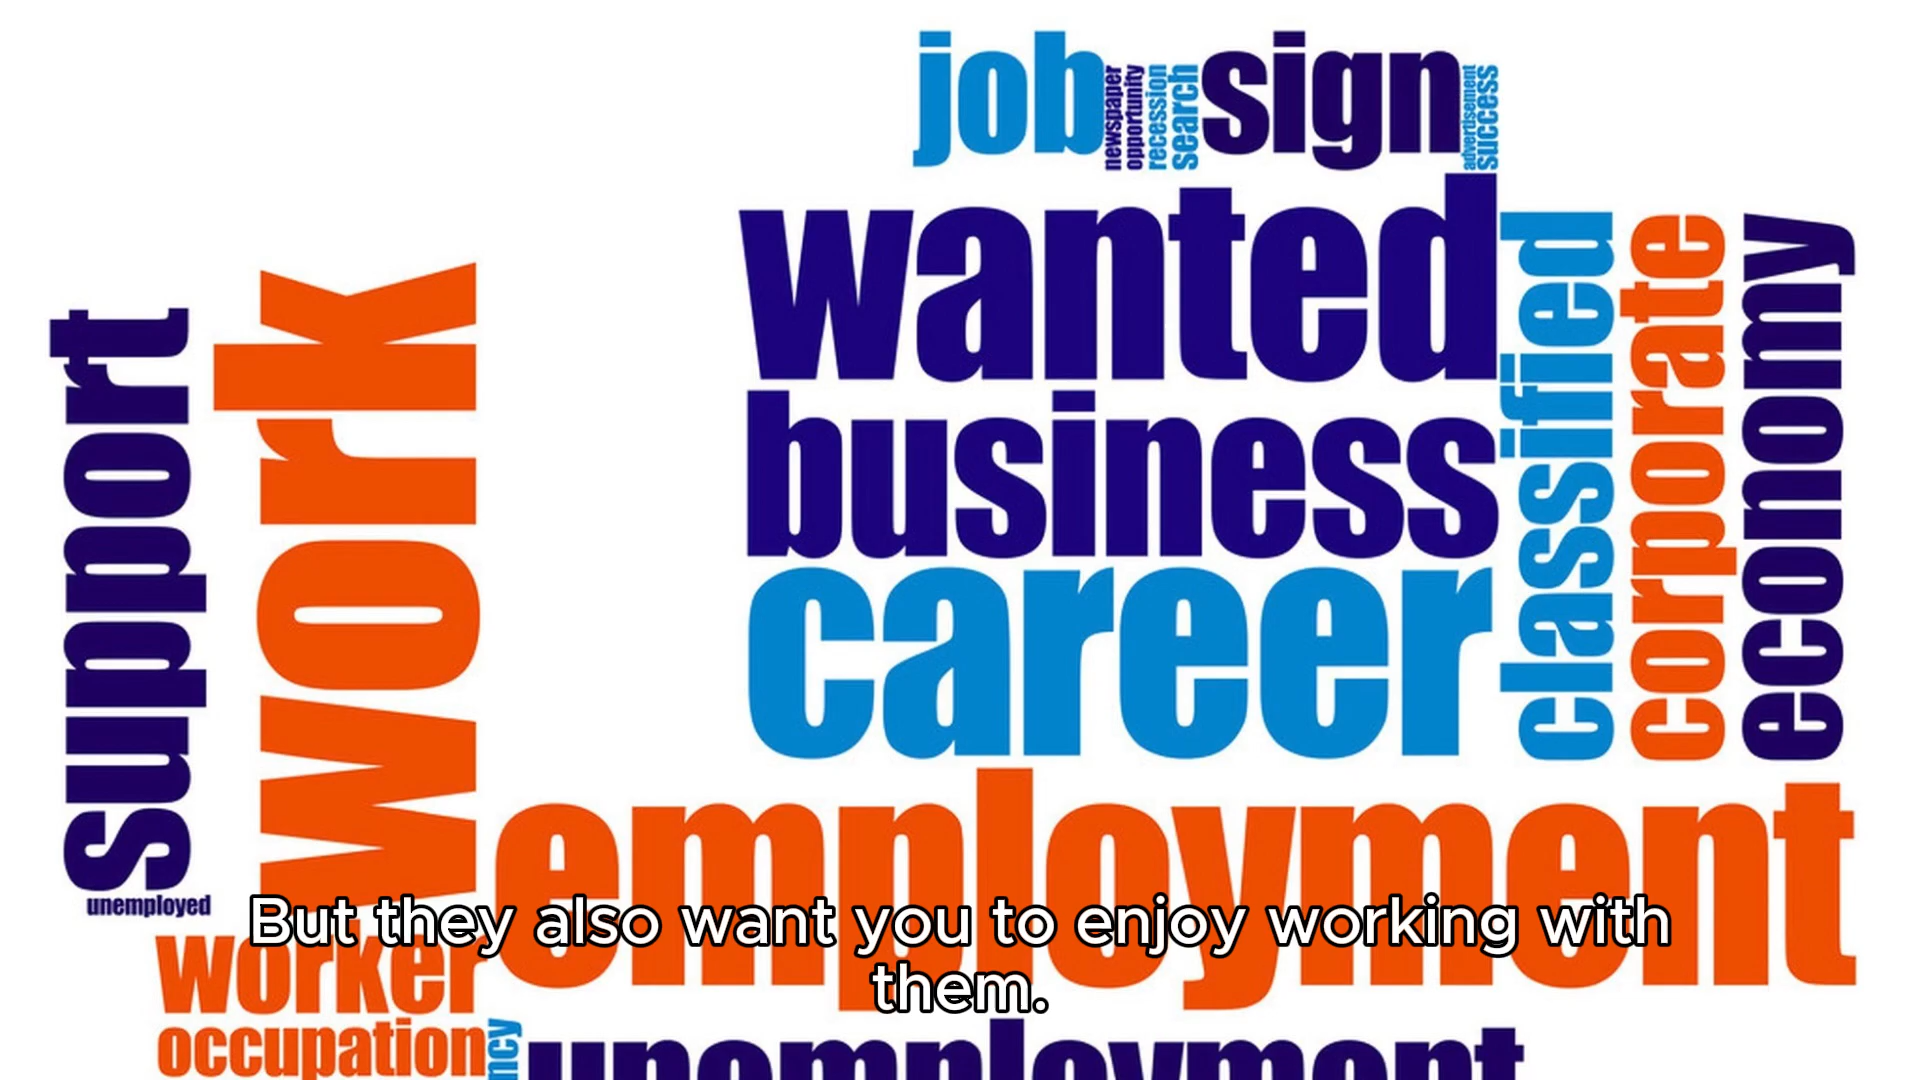 job
newspaper
opportunity
recession
search
sign
advertisement
success
wanted
business
career
classified
corporate
economy
support
work
employment
unemployed
worker
occupation
But they also want you to enjoy working with
them.
unemployment